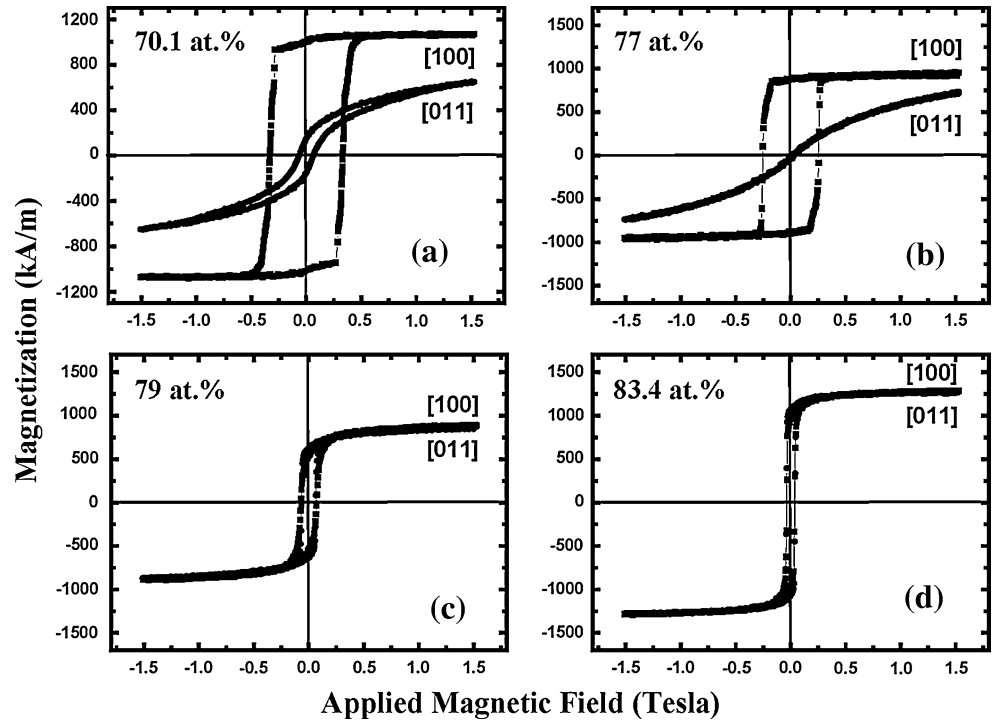 Magnetization (kA/m)
1200
800
400
0
-400
-800
-1200
70.1 at.%
[100]
[011]
(a)
-1.5 -1.0 -0.5 0.0 0.5 1.0 1.5
1500
1000
500
0
-500
-1000
-1500
77 at.%
[100]
[011]
(b)
-1.5 -1.0 -0.5 0.0 0.5 1.0 1.5
1500
1000
500
0
-500
-1000
-1500
79 at.%
[100]
[011]
(c)
-1.5 -1.0 -0.5 0.0 0.5 1.0 1.5
1500
1000
500
0
-500
-1000
-1500
83.4 at.%
[100]
[011]
(d)
-1.5 -1.0 -0.5 0.0 0.5 1.0 1.5
Applied Magnetic Field (Tesla)